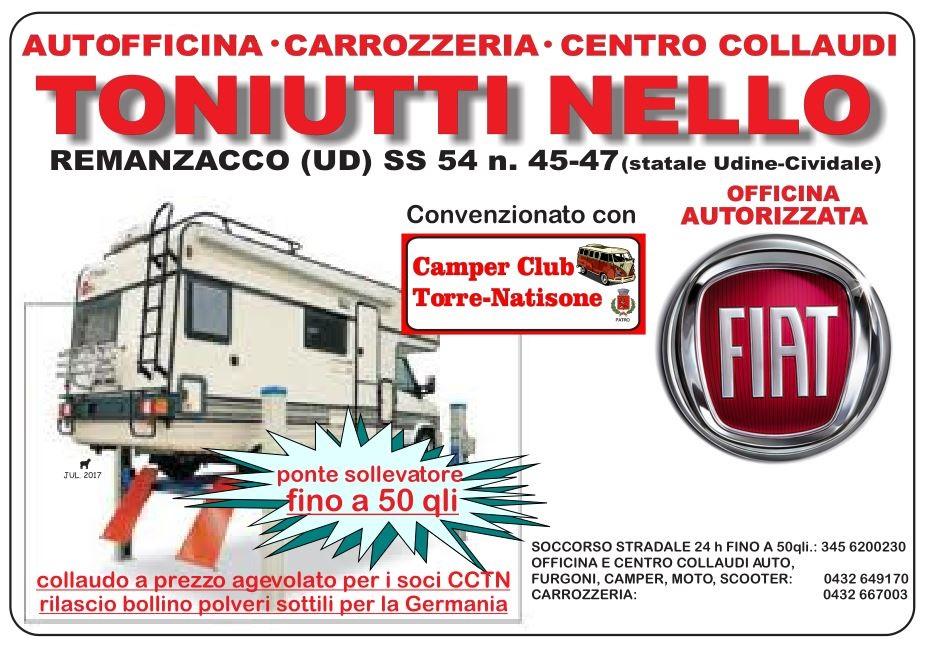 AUTOFFICINA • CARROZZERIA • CENTRO COLLAUDI
TONIUTTI NELLO
REMANZACCO (UD) SS 54 n. 45-47 (statale Udine-Cividale)
OFFICINA
AUTORIZZATA
Convenzionato con
Camper Club
Torre-Natisone
PATRO
FIAT
JUL. 2017
ponte sollevatore
fino a 50 qli
collaudo a prezzo agevolato per i soci CCTN
rilascio bollino polveri sottili per la Germania
SOCCORSO STRADALE 24 h FINO A 50qli.: 345 6200230
OFFICINA E CENTRO COLLAUDI AUTO,
FURGONI, CAMPER, MOTO, SCOOTER: 0432 649170
CARROZZERIA: 0432 667003